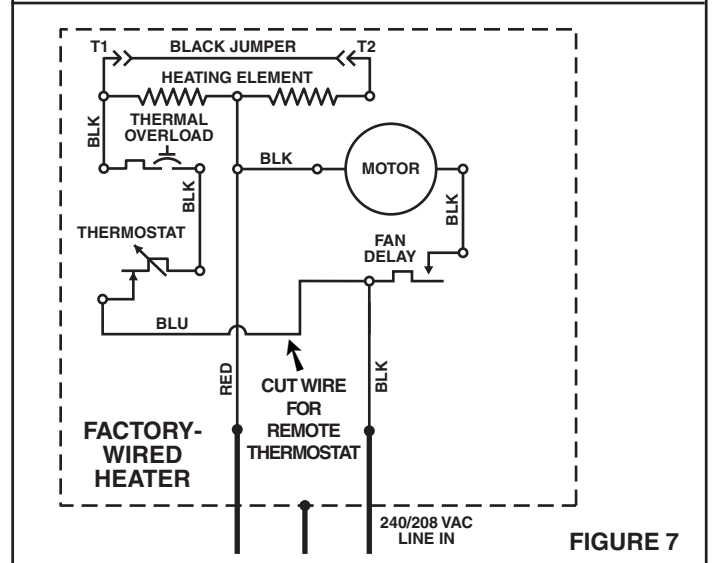 T1 BLACK JUMPER T2
HEATING ELEMENT
BLK
THERMAL
OVERLOAD
BLK
MOTOR
BLK
BLK
THERMOSTAT
FAN
DELAY
BLU
RED
CUT WIRE
FOR
REMOTE
THERMOSTAT
BLK
FACTORY-
WIRED
HEATER
240/208 VAC
LINE IN
FIGURE 7